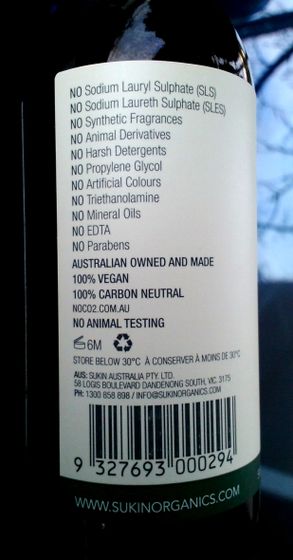 NO Sodium Lauryl Sulphate (SLS)
NO Sodium Laureth Sulphate (SLES)
NO Synthetic Fragrances
NO Animal Derivatives
NO Harsh Detergents
NO Propylene Glycol
NO Artificial Colours
NO Triethanolamine
NO Mineral Oils
NO EDTA
NO Parabens
AUSTRALIAN OWNED AND MADE
100% VEGAN
100% CARBON NEUTRAL
NOCO2.COM.AU
NO ANIMAL TESTING
6M
STORE BELOW 30°C À CONSERVER À MOINS DE 30°C
AUS: SUKIN AUSTRALIA PTY. LTD.
58 LOGIS BOULEVARD DANDENONG SOUTH, VIC. 3175
PH: 1300 858 898 / INFO@SUKINORGANICS.COM
9 327693 000294
WWW.SUKINORGANICS.COM